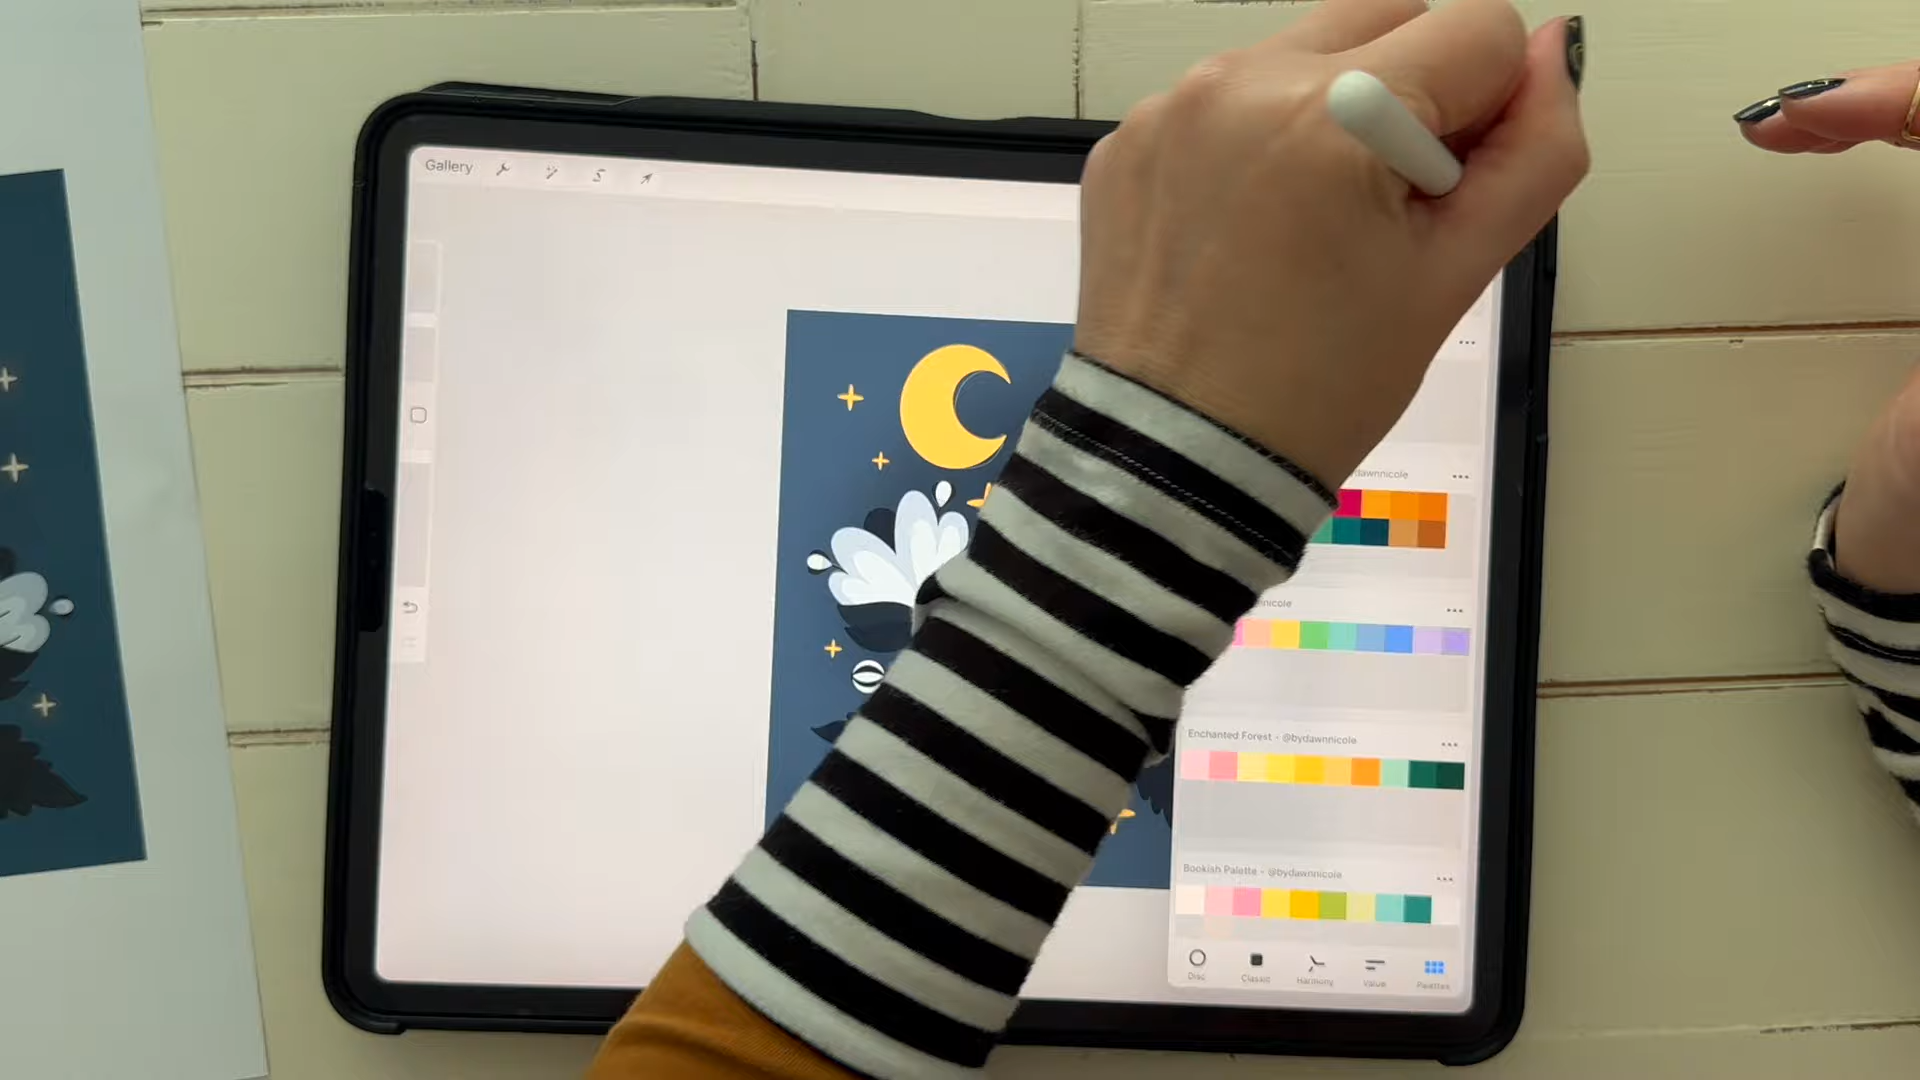 Gallery
dawnnicole
nicole
Enchanted Forest - @bydawnnicole
Bookish Palette - @bydawnnicole
Disc Classic Harmony Value Palettes